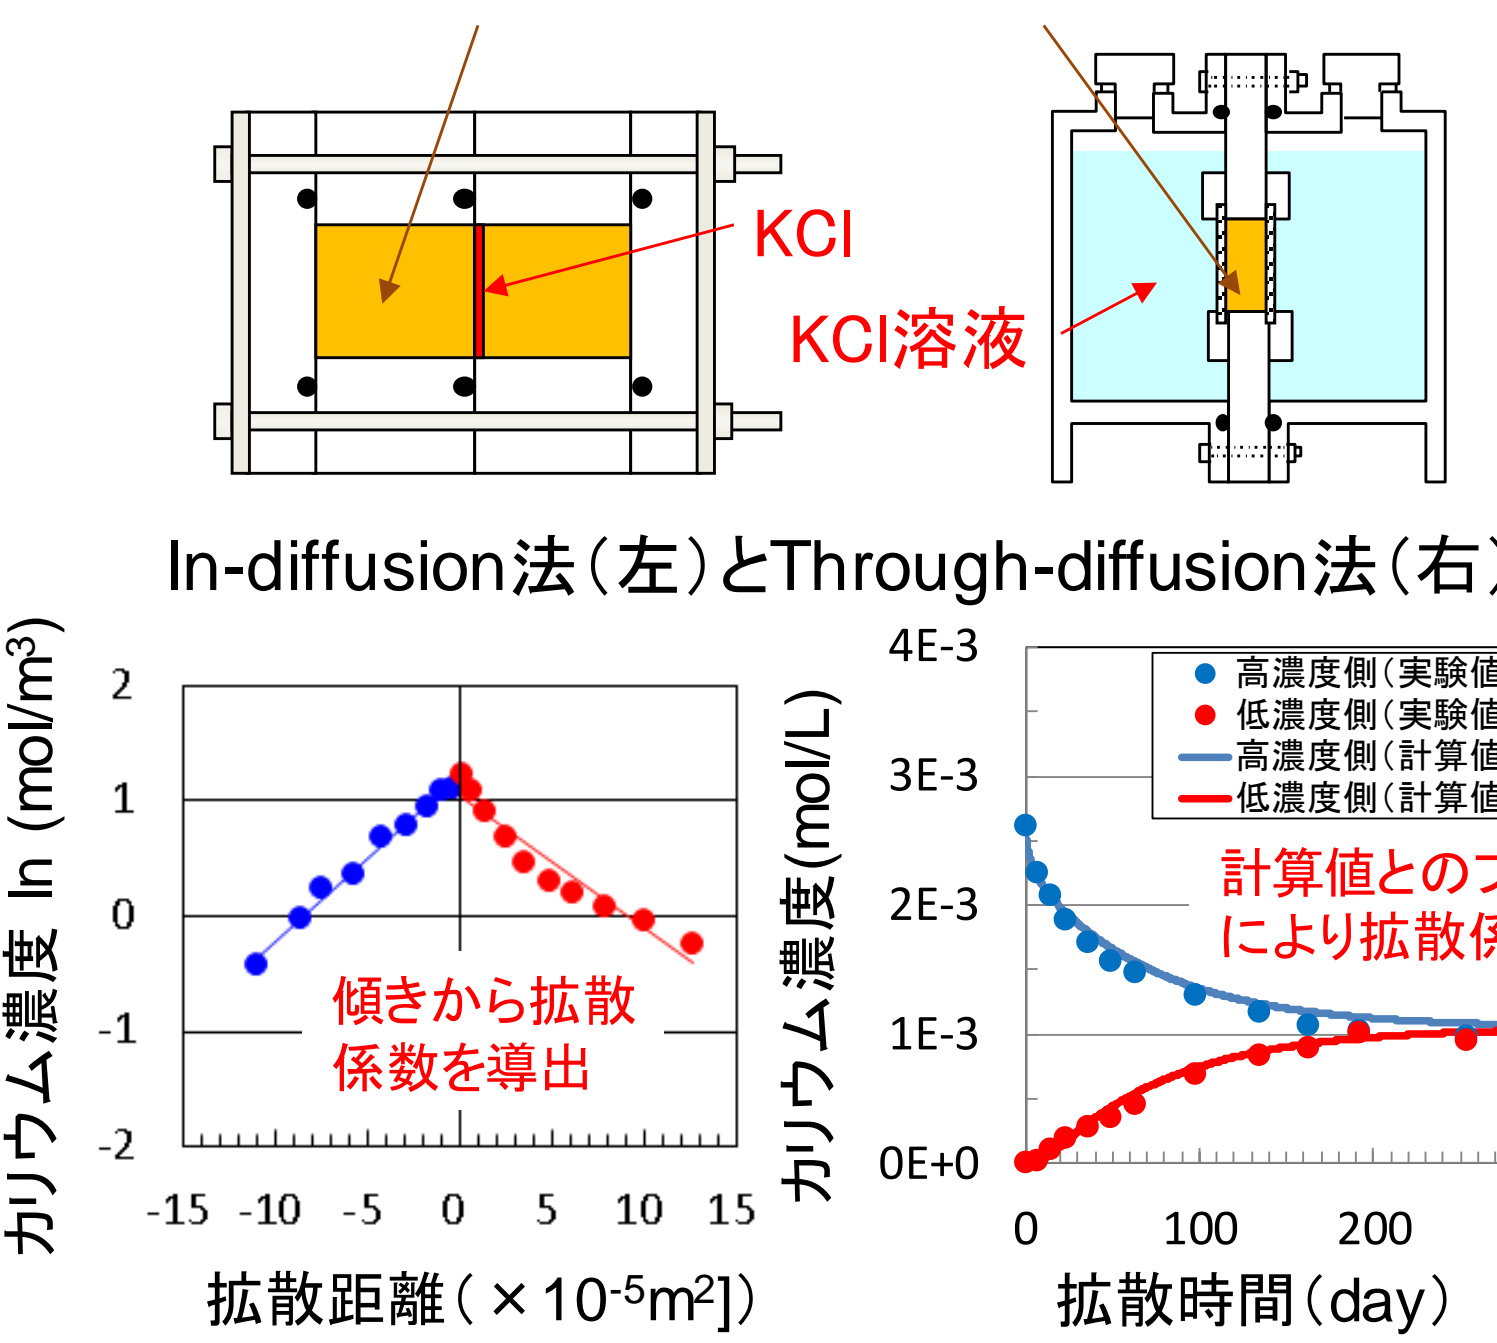 KCl
KCl溶液
In-diffusion法（左）とThrough-diffusion法（右）
カリウム濃度 ln (mol/m³)
2
1
0
-1
-2
傾きから拡散
係数を導出
-15 -10 -5 0 5 10 15
拡散距離（×10⁻⁵m²]）
カリウム濃度(mol/L)
4E-3
3E-3
2E-3
1E-3
0E+0
高濃度側（実験値
低濃度側（実験値
高濃度側（計算値
低濃度側（計算値
計算値とのフ
により拡散係
0 100 200
拡散時間（day）